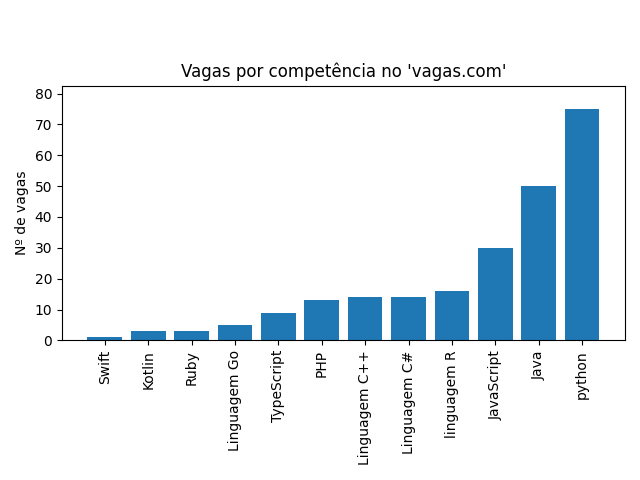 Vagas por competência no 'vagas.com'
Nº de vagas
80
70
60
50
40
30
20
10
0
Swift
Kotlin
Ruby
Linguagem Go
TypeScript
PHP
Linguagem C++
Linguagem C#
linguagem R
JavaScript
Java
python